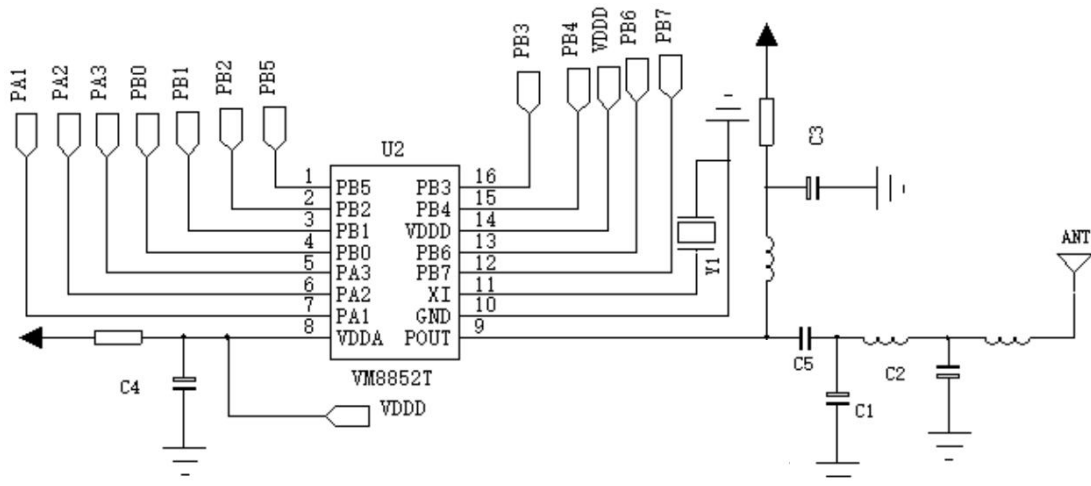 PA1
PA2
PA3
PB0
PB1
PB2
PB5
PB3
PB4
VDDD
PB6
PB7
U2
1 PB5 PB3 16
2 PB2 PB4 15
3 PB1 VDDD 14
4 PB0 PB6 13
5 PA3 PB7 12
6 PA2 XI 11
7 PA1 GND 10
8 VDDA POUT 9
VM8852T
Y1
C3
ANT
C4
VDDD
C5
C1
C2